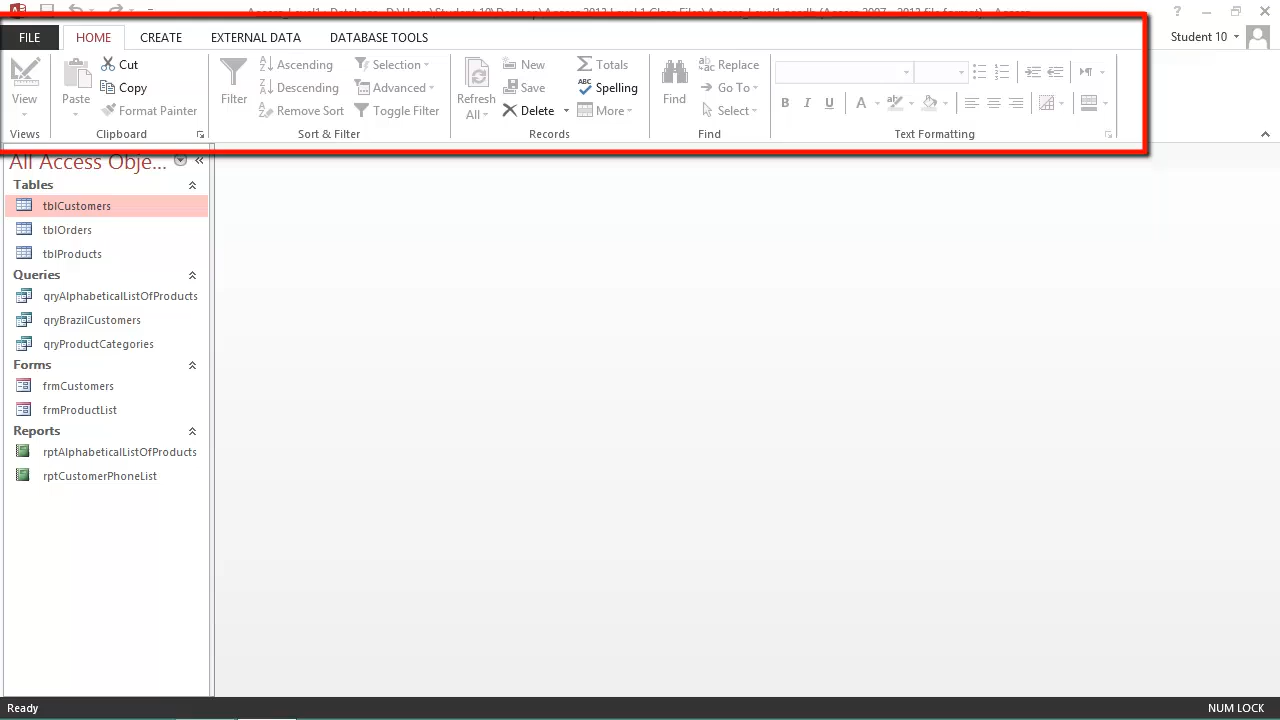 Student 10
FILE HOME CREATE EXTERNAL DATA DATABASE TOOLS
View
Views
Paste
Cut
Copy
Format Painter
Clipboard
Filter
Ascending
Descending
Remove Sort
Selection
Advanced
Toggle Filter
Sort & Filter
Refresh
All
New
Save
Delete
Totals
Spelling
More
Records
Find
Replace
Go To
Select
Find
B I U A
Text Formatting
All Access Obje...
Tables
tblCustomers
tblOrders
tblProducts
Queries
qryAlphabeticalListOfProducts
qryBrazilCustomers
qryProductCategories
Forms
frmCustomers
frmProductList
Reports
rptAlphabeticalListOfProducts
rptCustomerPhoneList
Ready
NUM LOCK